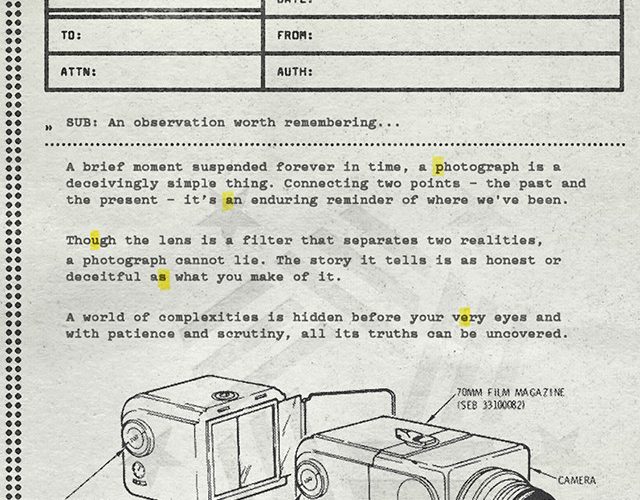 DATE:
TO: FROM:
ATTN: AUTH:
„ SUB: An observation worth remembering...
A brief moment suspended forever in time, a photograph is a
deceivingly simple thing. Connecting two points - the past and
the present - it's an enduring reminder of where we've been.
Though the lens is a filter that separates two realities,
a photograph cannot lie. The story it tells is as honest or
deceitful as what you make of it.
A world of complexities is hidden before your very eyes and
with patience and scrutiny, all its truths can be uncovered.
70MM FILM MAGAZINE
(SEB 33100082)
CAMERA